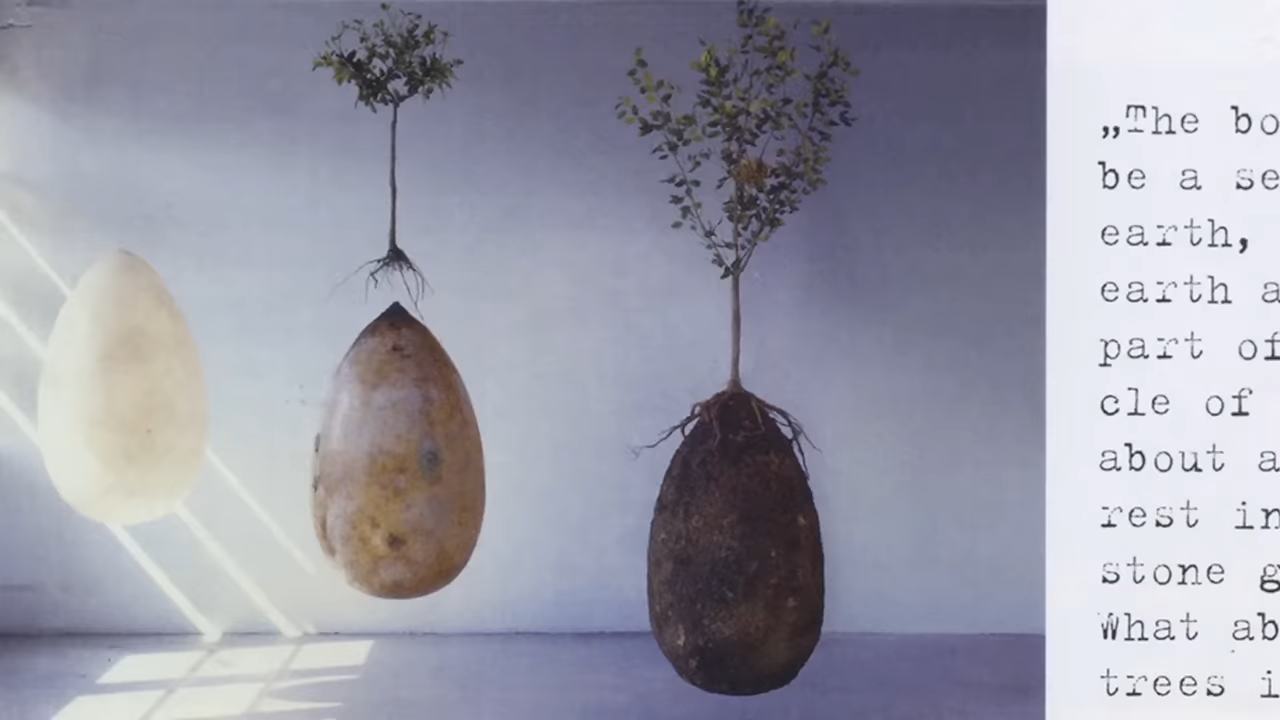 „The bo
be a se
earth,
earth a
part of
cle of
about a
rest in
stone g
What ab
trees i